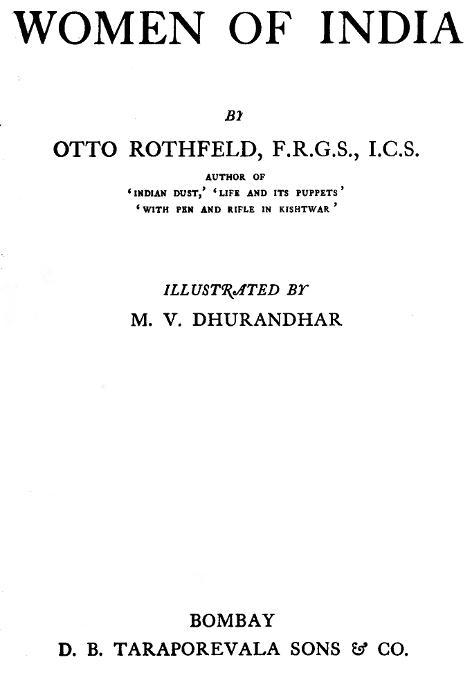 WOMEN OF INDIA
BY
OTTO ROTHFELD, F.R.G.S., I.C.S.
AUTHOR OF
‘INDIAN DUST,’ ‘LIFE AND ITS PUPPETS’
‘WITH PEN AND RIFLE IN KISHTWAR’
ILLUSTRATED BY
M. V. DHURANDHAR
BOMBAY
D. B. TARAPOREVALA SONS & CO.